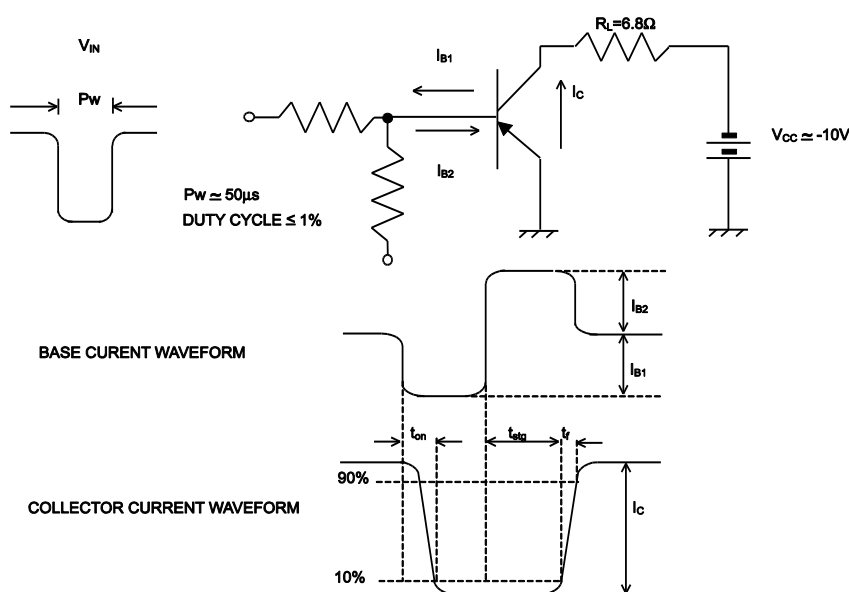 RL=6.8Ω
VIN
IB1
Pw
IC
VCC ≃ -10V
IB2
Pw ≃ 50µs
DUTY CYCLE ≤ 1%
IB2
BASE CURENT WAVEFORM
IB1
ton
tstg
tf
90%
COLLECTOR CURRENT WAVEFORM
IC
10%